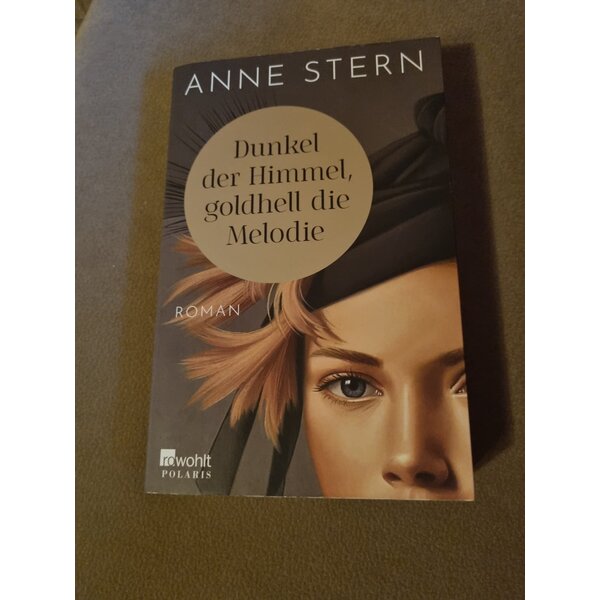 ANNE STERN
Dunkel
der Himmel,
goldhell die
Melodie
ROMAN
rowohlt
POLARIS